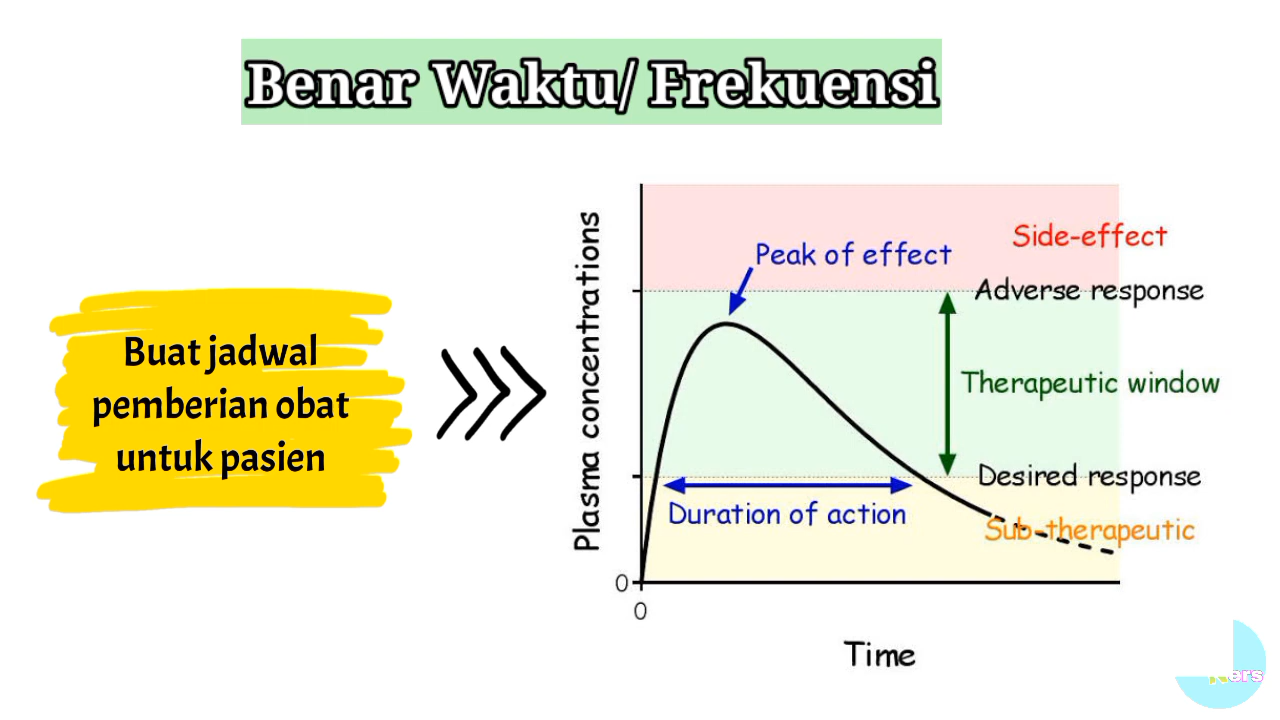 Benar Waktu/ Frekuensi
Buat jadwal
pemberian obat
untuk pasien
Plasma concentrations
Peak of effect
Side-effect
Adverse response
Therapeutic window
Desired response
Duration of action
Sub-therapeutic
0
0
Time
Ners